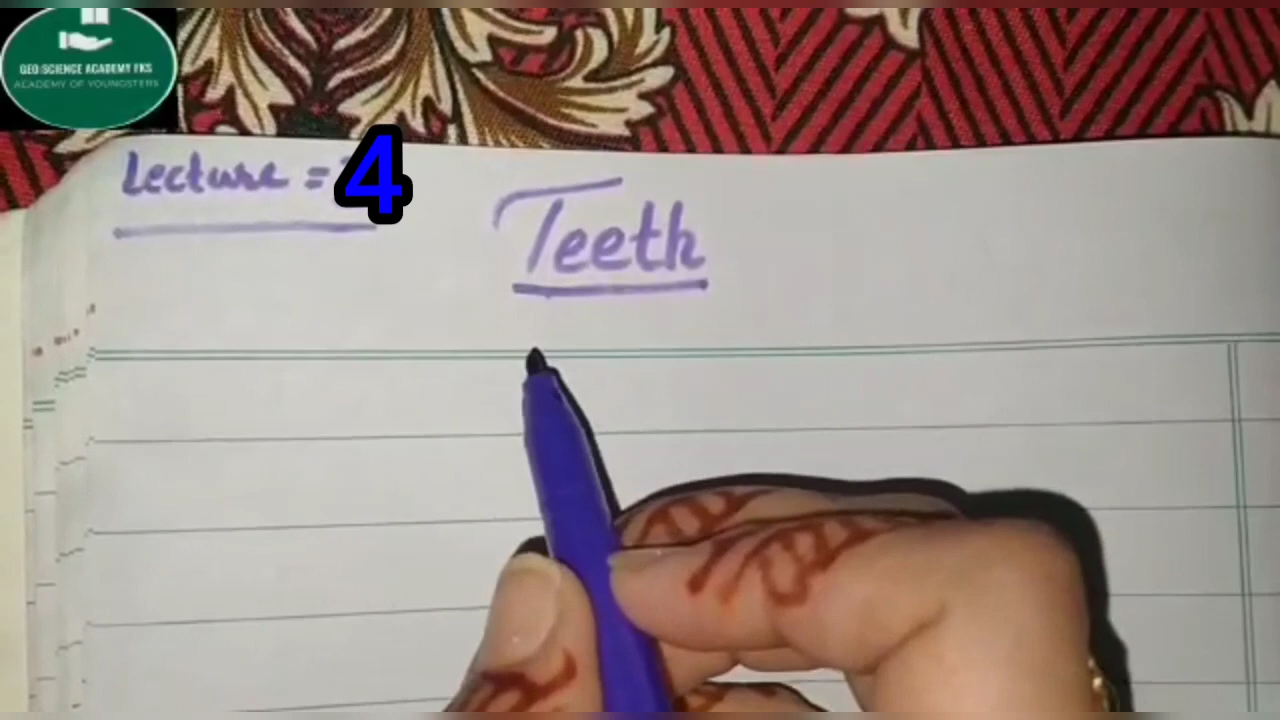 GEO SCIENCE ACADEMY FKS
ACADEMY OF YOUNGSTERS
Lecture = 4
Teeth